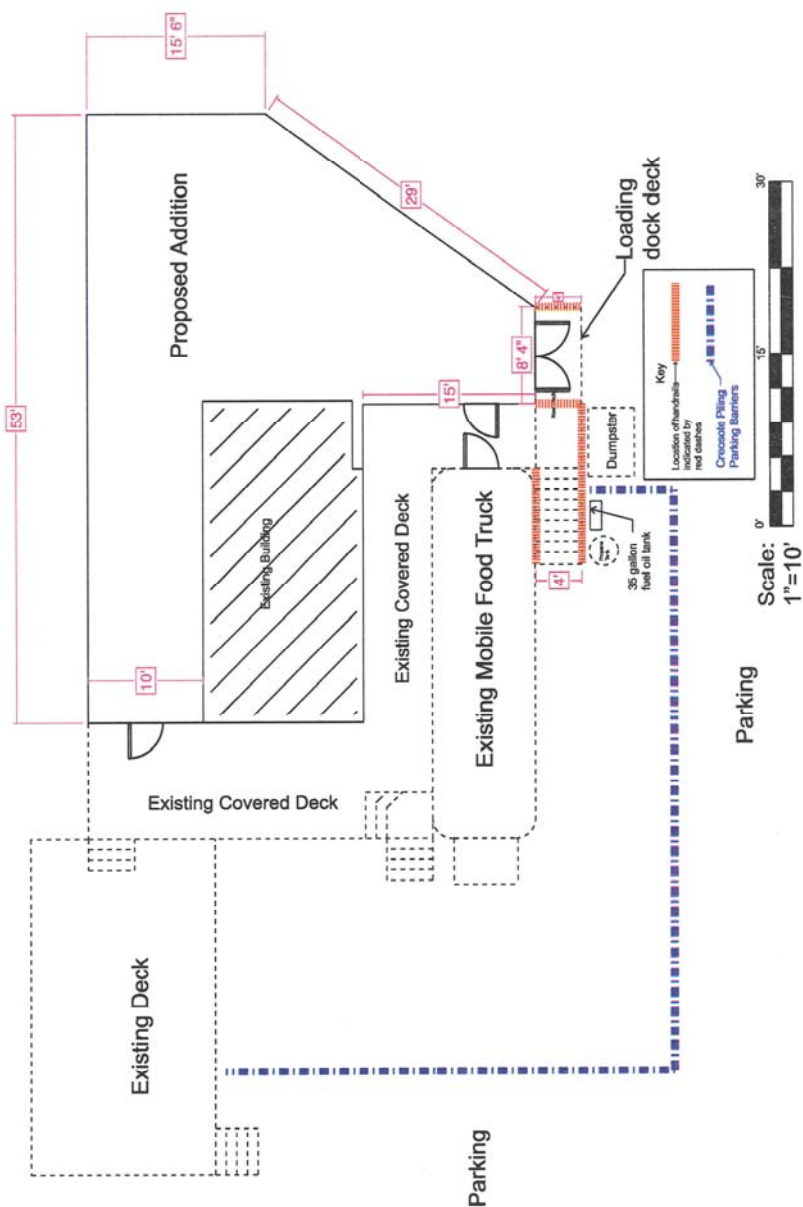 53'
15' 6"
Proposed Addition
29'
10'
Existing Building
15'
8' 4"
Loading
dock deck
Existing Covered Deck
Existing Covered Deck
Existing Mobile Food Truck
Existing Deck
4'
Dumpster
35 gallon
fuel oil tank
Key
Location of handrails
indicated by
red dashes
Creosole Piling
Parking Barriers
Parking
Parking
Scale:
1"=10'
0'
15'
30'